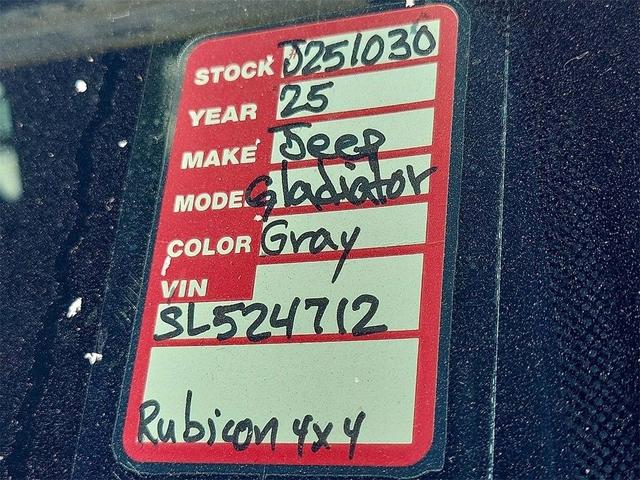 STOCK J251030
YEAR 25
MAKE Jeep
MODEL Gladiator
COLOR Gray
VIN
SL524712
Rubicon 4x4